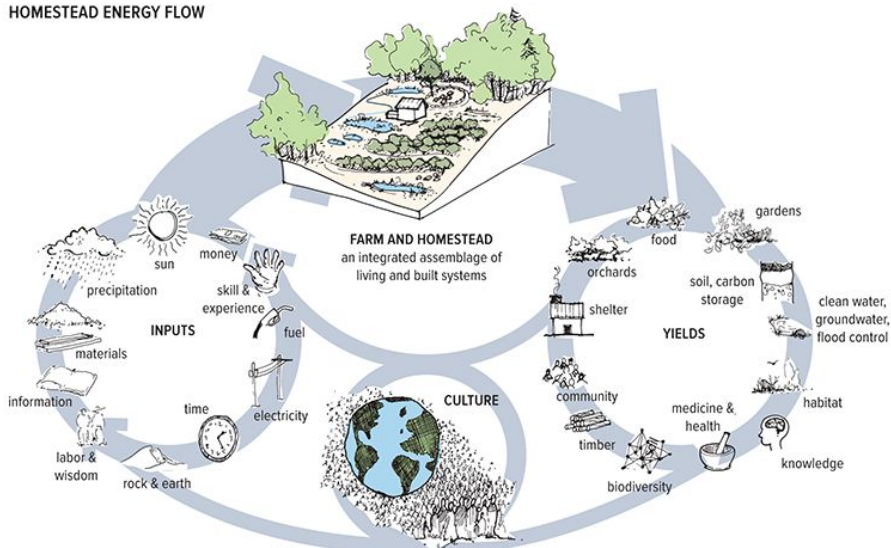 HOMESTEAD ENERGY FLOW
FARM AND HOMESTEAD
an integrated assemblage of
living and built systems
INPUTS
sun
money
precipitation
skill &
experience
fuel
materials
information
time
electricity
labor &
wisdom
rock & earth
CULTURE
YIELDS
food
gardens
orchards
soil, carbon
storage
shelter
clean water,
groundwater,
flood control
community
habitat
medicine &
health
timber
knowledge
biodiversity